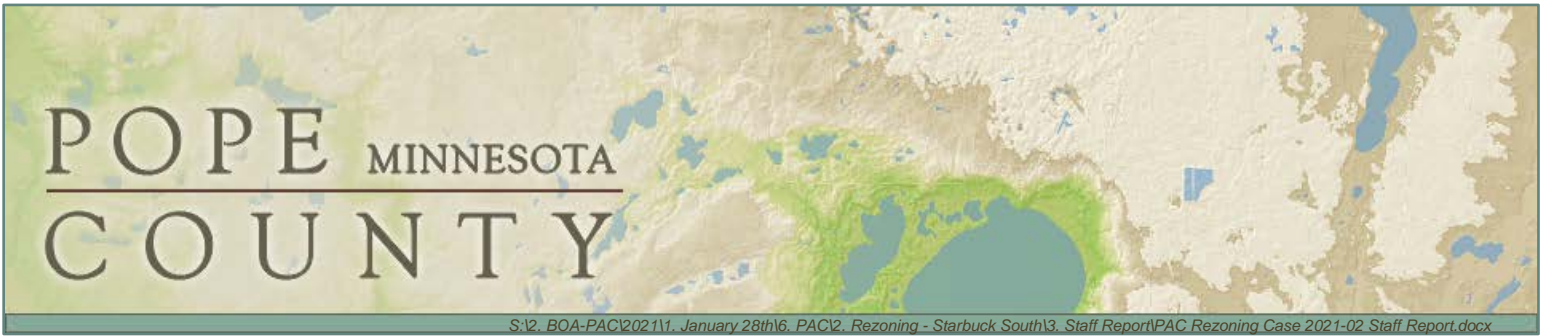 POPE MINNESOTA
COUNTY
S:\2. BOA-PAC\2021\1. January 28th\6. PAC\2. Rezoning - Starbuck South\3. Staff Report\PAC Rezoning Case 2021-02 Staff Report.docx